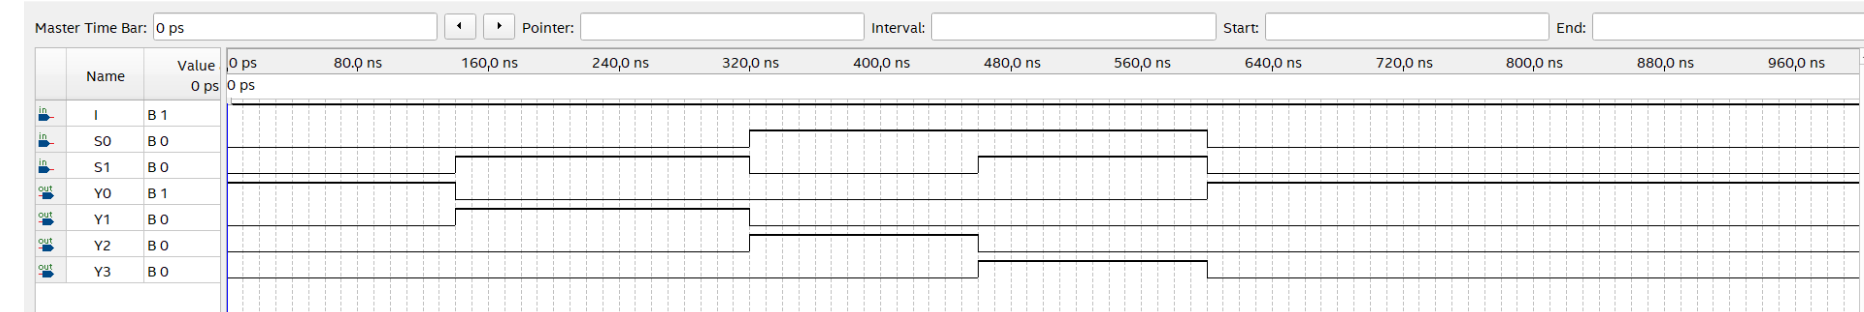 Master Time Bar: 0 ps Pointer: Interval: Start: End:
Name Value 0 ps
0 ps 80.0 ns 160.0 ns 240.0 ns 320.0 ns 400.0 ns 480.0 ns 560.0 ns 640.0 ns 720.0 ns 800.0 ns 880.0 ns 960.0 ns
0 ps
in I B 1
in S0 B 0
in S1 B 0
out Y0 B 1
out Y1 B 0
out Y2 B 0
out Y3 B 0